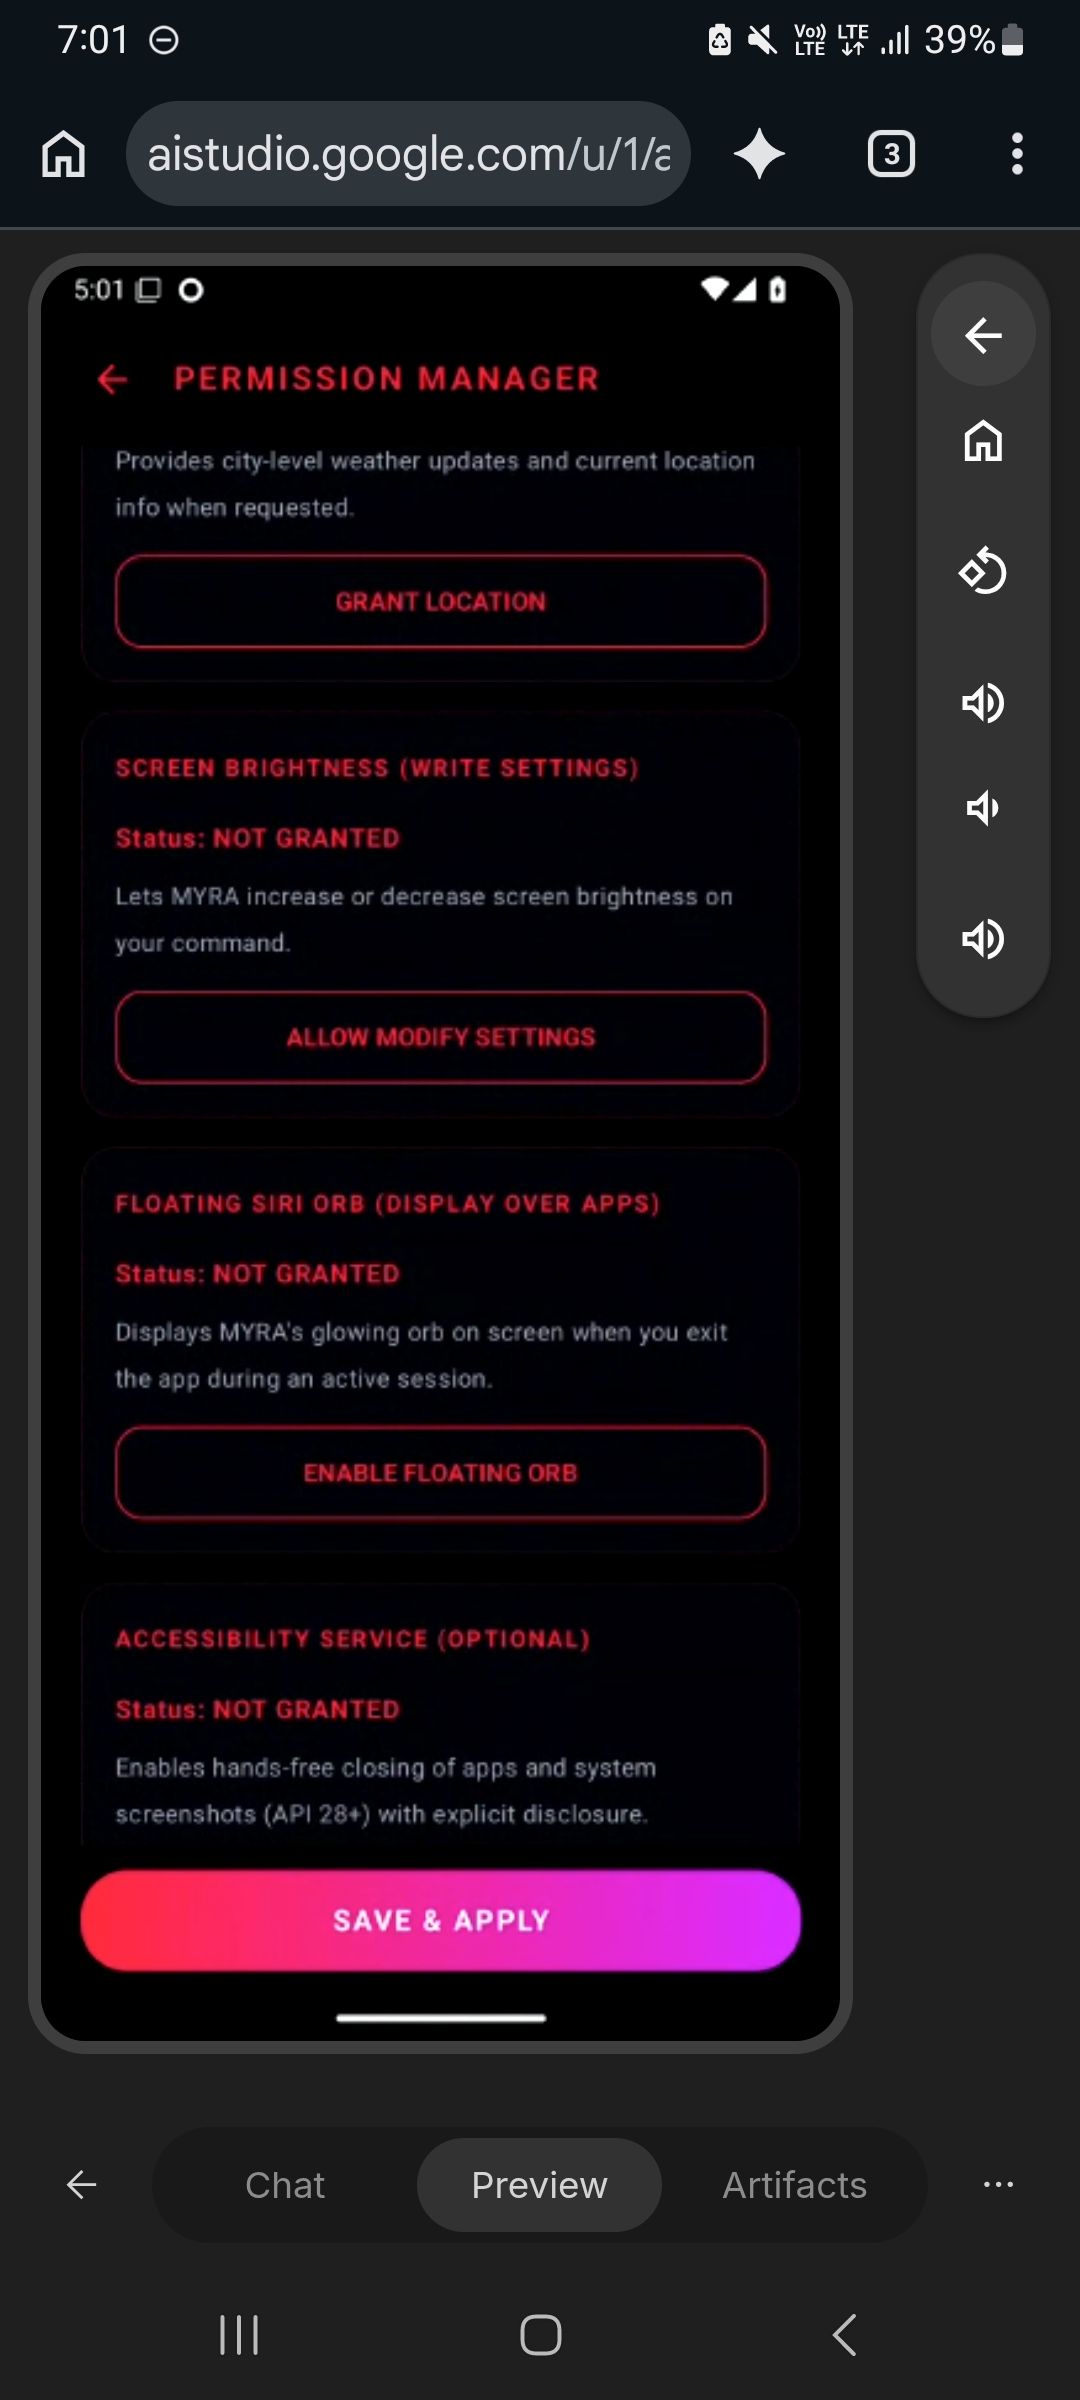 7:01
Vo)) LTE
LTE
39%
aistudio.google.com/u/1/a
3
5:01
PERMISSION MANAGER
Provides city-level weather updates and current location
info when requested.
GRANT LOCATION
SCREEN BRIGHTNESS (WRITE SETTINGS)
Status: NOT GRANTED
Lets MYRA increase or decrease screen brightness on
your command.
ALLOW MODIFY SETTINGS
FLOATING SIRI ORB (DISPLAY OVER APPS)
Status: NOT GRANTED
Displays MYRA's glowing orb on screen when you exit
the app during an active session.
ENABLE FLOATING ORB
ACCESSIBILITY SERVICE (OPTIONAL)
Status: NOT GRANTED
Enables hands-free closing of apps and system
screenshots (API 28+) with explicit disclosure.
SAVE & APPLY
Chat
Preview
Artifacts